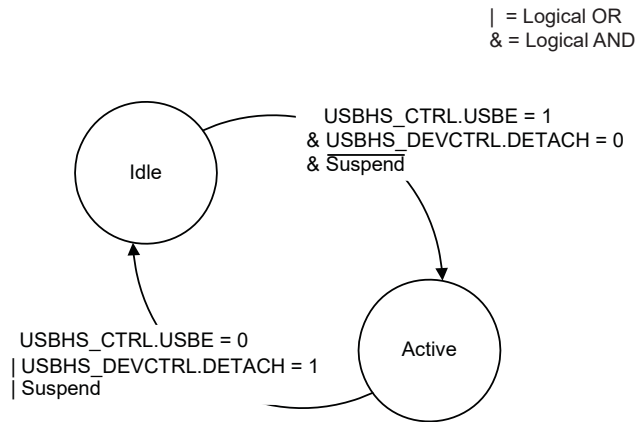 | = Logical OR
& = Logical AND
USBHS_CTRL.USBE = 1
& USBHS_DEVCTRL.DETACH = 0
& Suspend
Idle
Active
USBHS_CTRL.USBE = 0
| USBHS_DEVCTRL.DETACH = 1
| Suspend